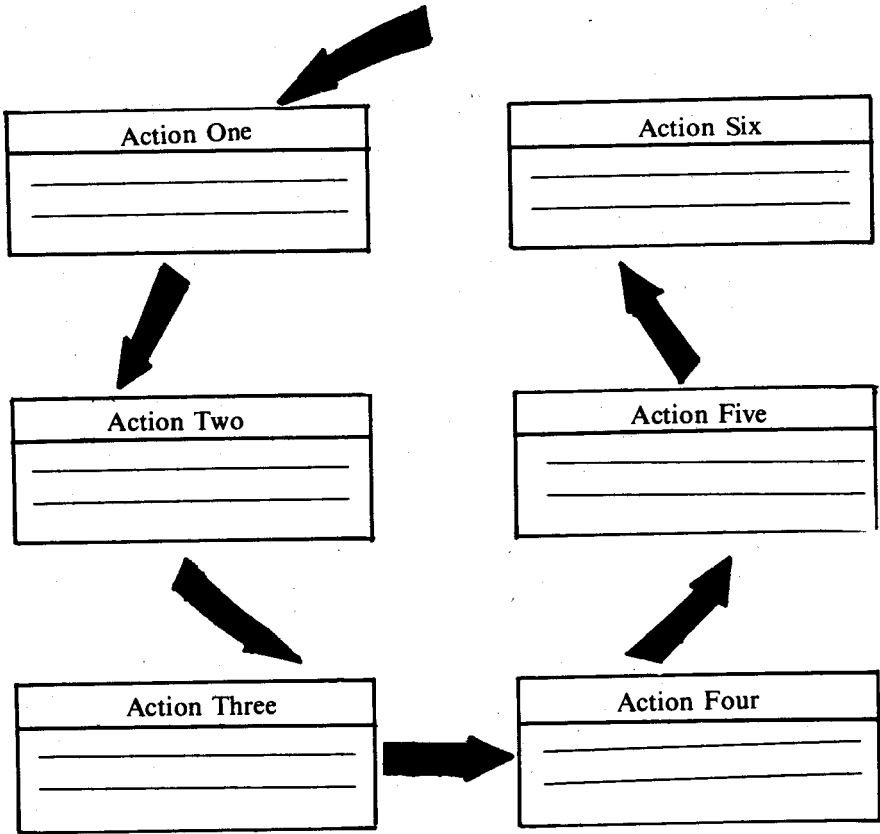 Action One
Action Two
Action Three
Action Four
Action Five
Action Six